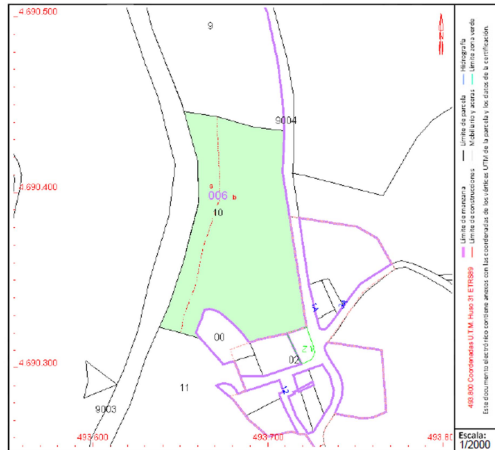 4.690.500
9
9004
4.690.400
a
006 b
10
00
02
4.690.300
11
9003
493.600
493.700
493.80
Límite de manzana
Límite de parcela
Hidrografía
Límite de construcciones
Mobiliario y aceras
Límite zona verde
493.800 Coordenadas U.T.M. Huso 31 ETRS89
Este documento electrónico contiene anexos con las coordenadas de los vértices UTM de la parcela y los datos de la certificación.
Escala:
1/2000